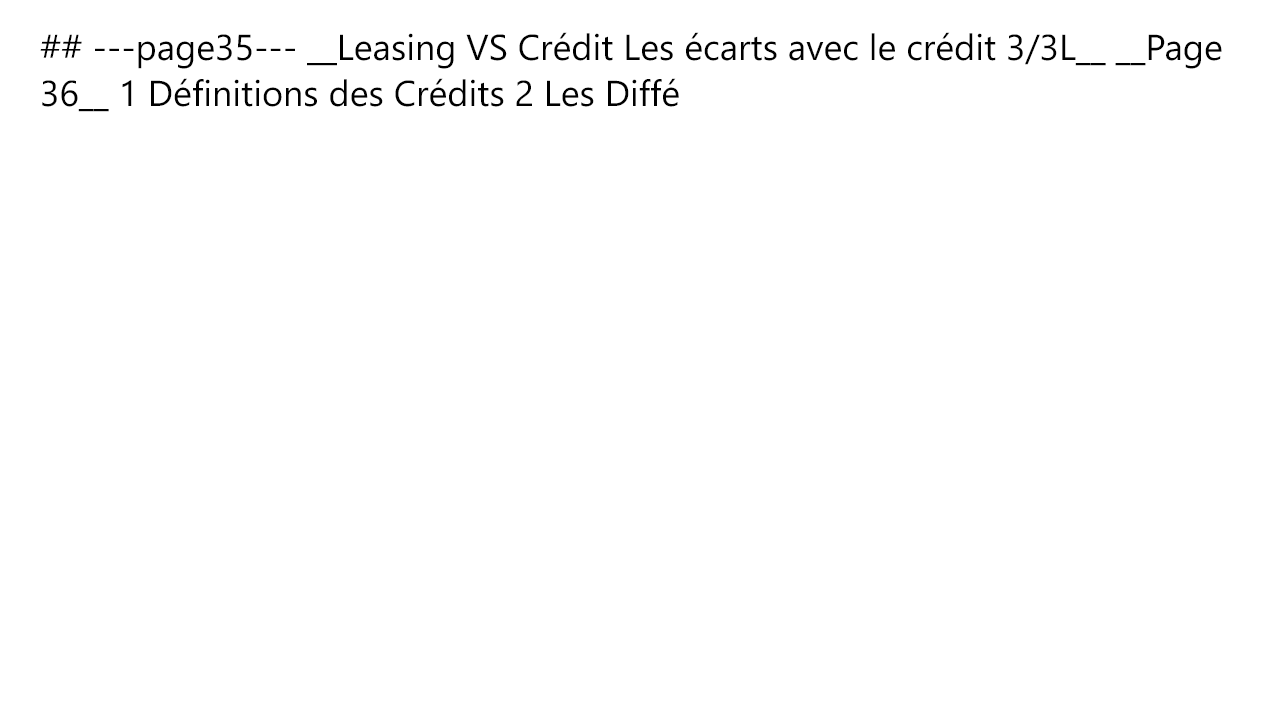 ## ---page35--- __Leasing VS Crédit Les écarts avec le crédit 3/3L__ __Page
36__ 1 Définitions des Crédits 2 Les Diffé